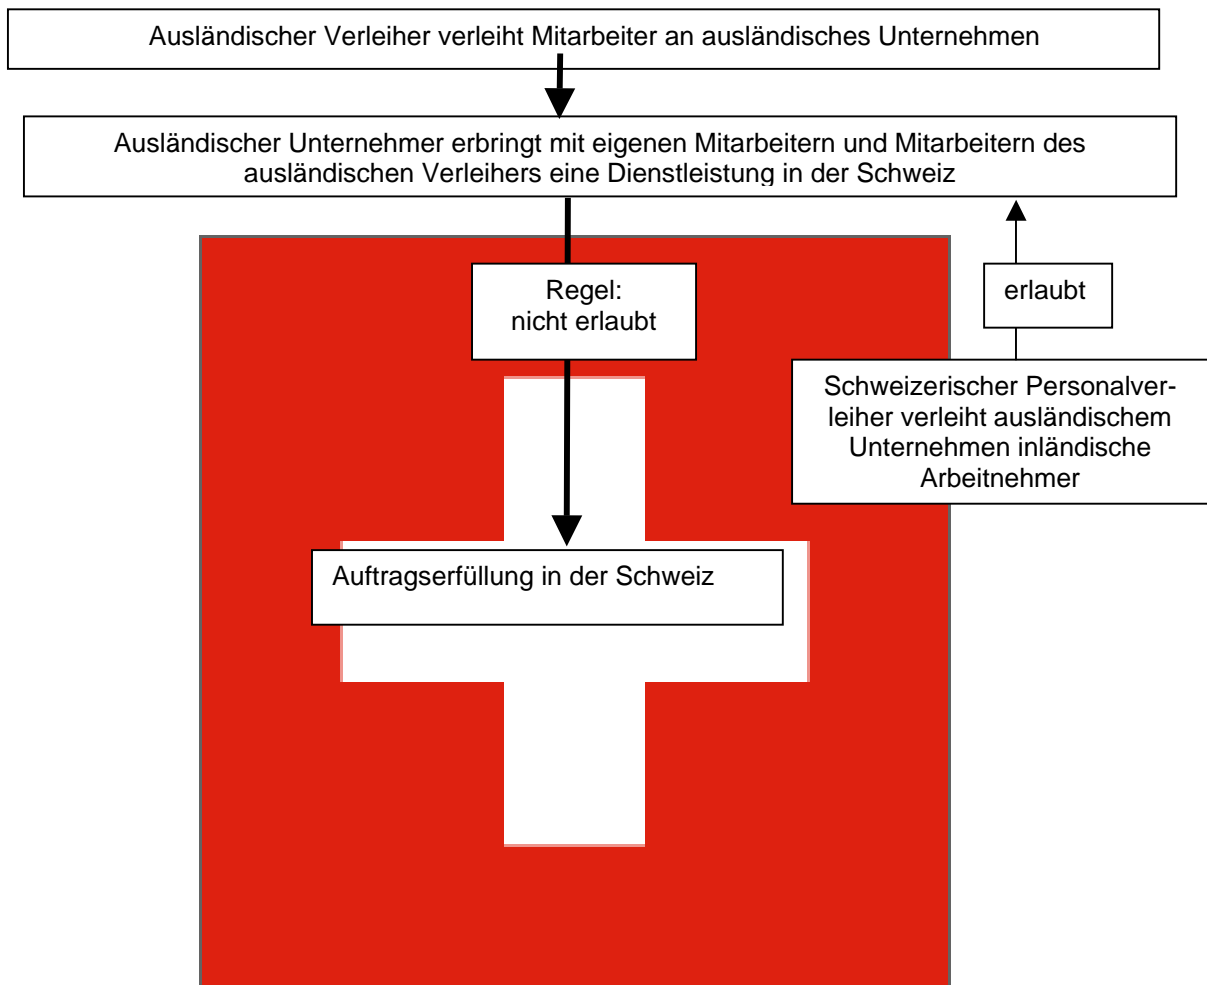 Ausländischer Verleiher verleiht Mitarbeiter an ausländisches Unternehmen
Ausländischer Unternehmer erbringt mit eigenen Mitarbeitern und Mitarbeitern des
ausländischen Verleihers eine Dienstleistung in der Schweiz
Regel:
nicht erlaubt
erlaubt
Schweizerischer Personalver-
leiher verleiht ausländischem
Unternehmen inländische
Arbeitnehmer
Auftragserfüllung in der Schweiz